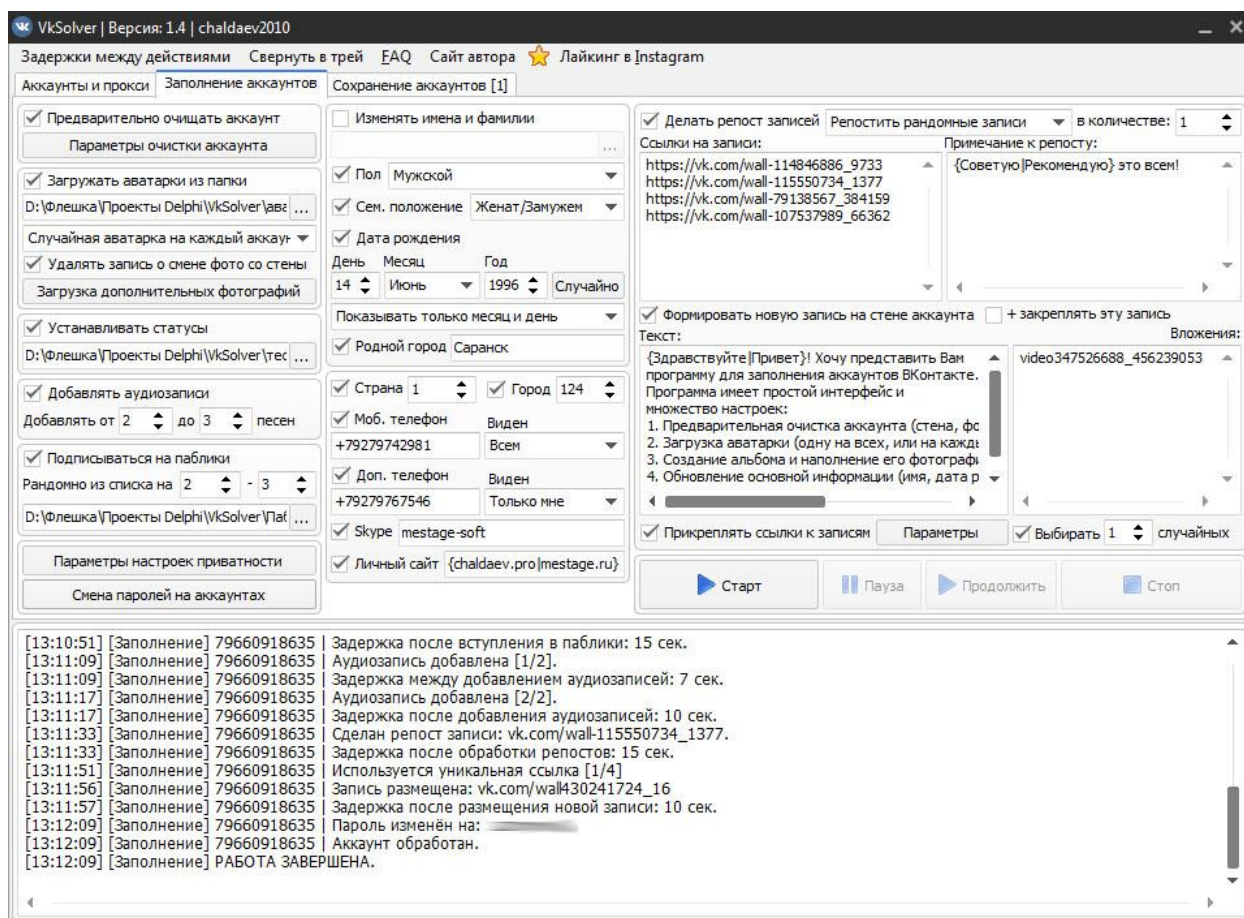 VkSolver | Версия: 1.4 | chaldaev2010
Задержки между действиями Свернуть в трей FAQ Сайт автора Лайкинг в Instagram
Аккаунты и прокси Заполнение аккаунтов Сохранение аккаунтов [1]
Предварительно очищать аккаунт
Параметры очистки аккаунта
Загружать аватарки из папки
D:\Флешка\Проекты Delphi\VkSolver\ава ...
Случайная аватарка на каждый аккаун
Удалять запись о смене фото со стены
Загрузка дополнительных фотографий
Устанавливать статусы
D:\Флешка\Проекты Delphi\VkSolver\тес ...
Добавлять аудиозаписи
Добавлять от 2 до 3 песен
Подписываться на паблики
Рандомно из списка на 2 - 3
D:\Флешка\Проекты Delphi\VkSolver\Паб ...
Параметры настроек приватности
Смена паролей на аккаунтах
Изменять имена и фамилии
...
Пол Мужской
Сем. положение Женат/Замужем
Дата рождения
День Месяц Год
14 Июнь 1996 Случайно
Показывать только месяц и день
Родной город Саранск
Страна 1 Город 124
Моб. телефон Виден
+79279742981 Всем
Доп. телефон Виден
+79279767546 Только мне
Skype mestage-soft
Личный сайт {chaldaev.pro|mestage.ru}
Делать репост записей Репостить рандомные записи в количестве: 1
Ссылки на записи: Примечание к репосту:
https://vk.com/wall-114846886_9733 {Советую|Рекомендую} это всем!
https://vk.com/wall-115550734_1377
https://vk.com/wall-79138567_384159
https://vk.com/wall-107537989_66362
Формировать новую запись на стене аккаунта + закреплять эту запись
Текст: Вложения:
{Здравствуйте|Привет}! Хочу представить Вам video347526688_456239053
программу для заполнения аккаунтов ВКонтакте.
Программа имеет простой интерфейс и
множество настроек:
1. Предварительная очистка аккаунта (стена, фо
2. Загрузка аватарки (одну на всех, или на кажды
3. Создание альбома и наполнение его фотографи
4. Обновление основной информации (имя, дата р
Прикреплять ссылки к записям Параметры Выбирать 1 случайных
Старт Пауза Продолжить Стоп
[13:10:51] [Заполнение] 79660918635 | Задержка после вступления в паблики: 15 сек.
[13:11:09] [Заполнение] 79660918635 | Аудиозапись добавлена [1/2].
[13:11:09] [Заполнение] 79660918635 | Задержка между добавлением аудиозаписей: 7 сек.
[13:11:17] [Заполнение] 79660918635 | Аудиозапись добавлена [2/2].
[13:11:17] [Заполнение] 79660918635 | Задержка после добавления аудиозаписей: 10 сек.
[13:11:33] [Заполнение] 79660918635 | Сделан репост записи: vk.com/wall-115550734_1377.
[13:11:33] [Заполнение] 79660918635 | Задержка после обработки репостов: 15 сек.
[13:11:51] [Заполнение] 79660918635 | Используется уникальная ссылка [1/4]
[13:11:56] [Заполнение] 79660918635 | Запись размещена: vk.com/wall430241724_16
[13:11:57] [Заполнение] 79660918635 | Задержка после размещения новой записи: 10 сек.
[13:12:09] [Заполнение] 79660918635 | Пароль изменён на:
[13:12:09] [Заполнение] 79660918635 | Аккаунт обработан.
[13:12:09] [Заполнение] РАБОТА ЗАВЕРШЕНА.